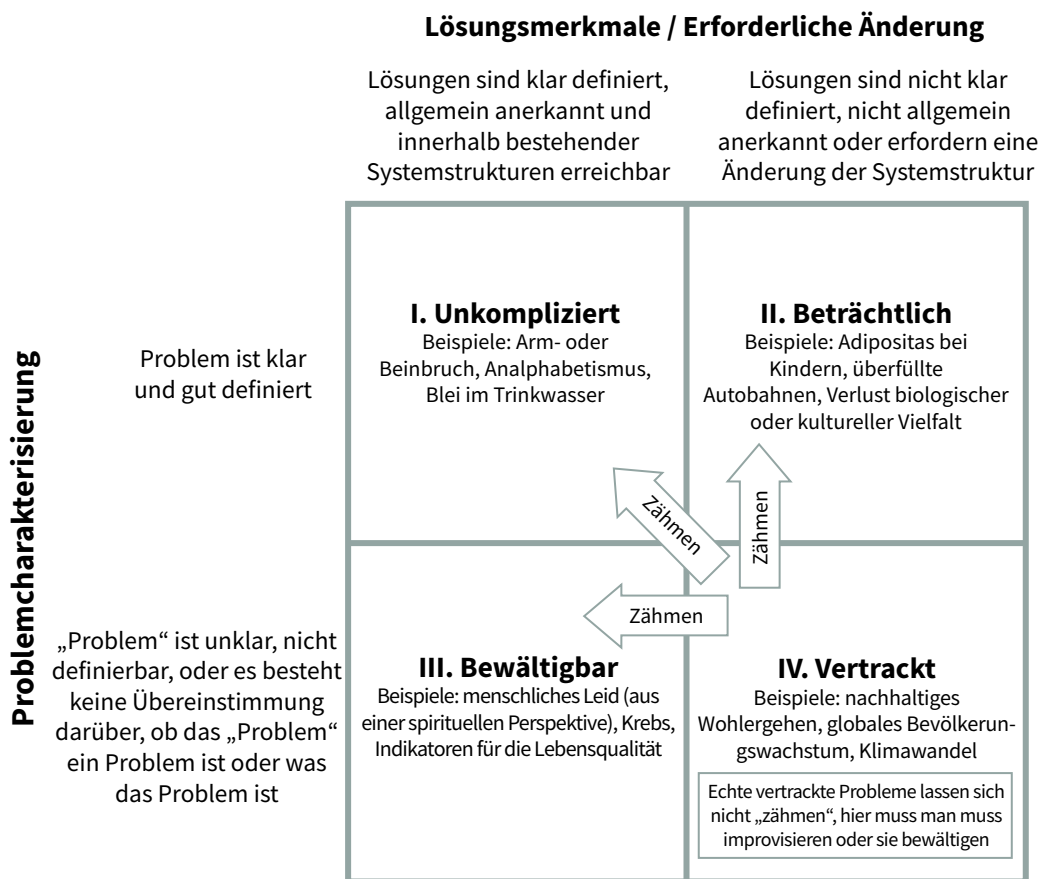 Lösungsmerkmale / Erforderliche Änderung
Lösungen sind klar definiert,
allgemein anerkannt und
innerhalb bestehender
Systemstrukturen erreichbar
Lösungen sind nicht klar
definiert, nicht allgemein
anerkannt oder erfordern eine
Änderung der Systemstruktur
Problemcharakterisierung
Problem ist klar
und gut definiert
I. Unkompliziert
Beispiele: Arm- oder
Beinbruch, Analphabetismus,
Blei im Trinkwasser
II. Beträchtlich
Beispiele: Adipositas bei
Kindern, überfüllte
Autobahnen, Verlust biologischer
oder kultureller Vielfalt
Zähmen
Zähmen
Zähmen
„Problem“ ist unklar, nicht
definierbar, oder es besteht
keine Übereinstimmung
darüber, ob das „Problem“
ein Problem ist oder was
das Problem ist
III. Bewältigbar
Beispiele: menschliches Leid (aus
einer spirituellen Perspektive), Krebs,
Indikatoren für die Lebensqualität
IV. Vertrackt
Beispiele: nachhaltiges
Wohlergehen, globales Bevölkerun-
gswachstum, Klimawandel
Echte vertrackte Probleme lassen sich
nicht „zähmen“, hier muss man muss
improvisieren oder sie bewältigen